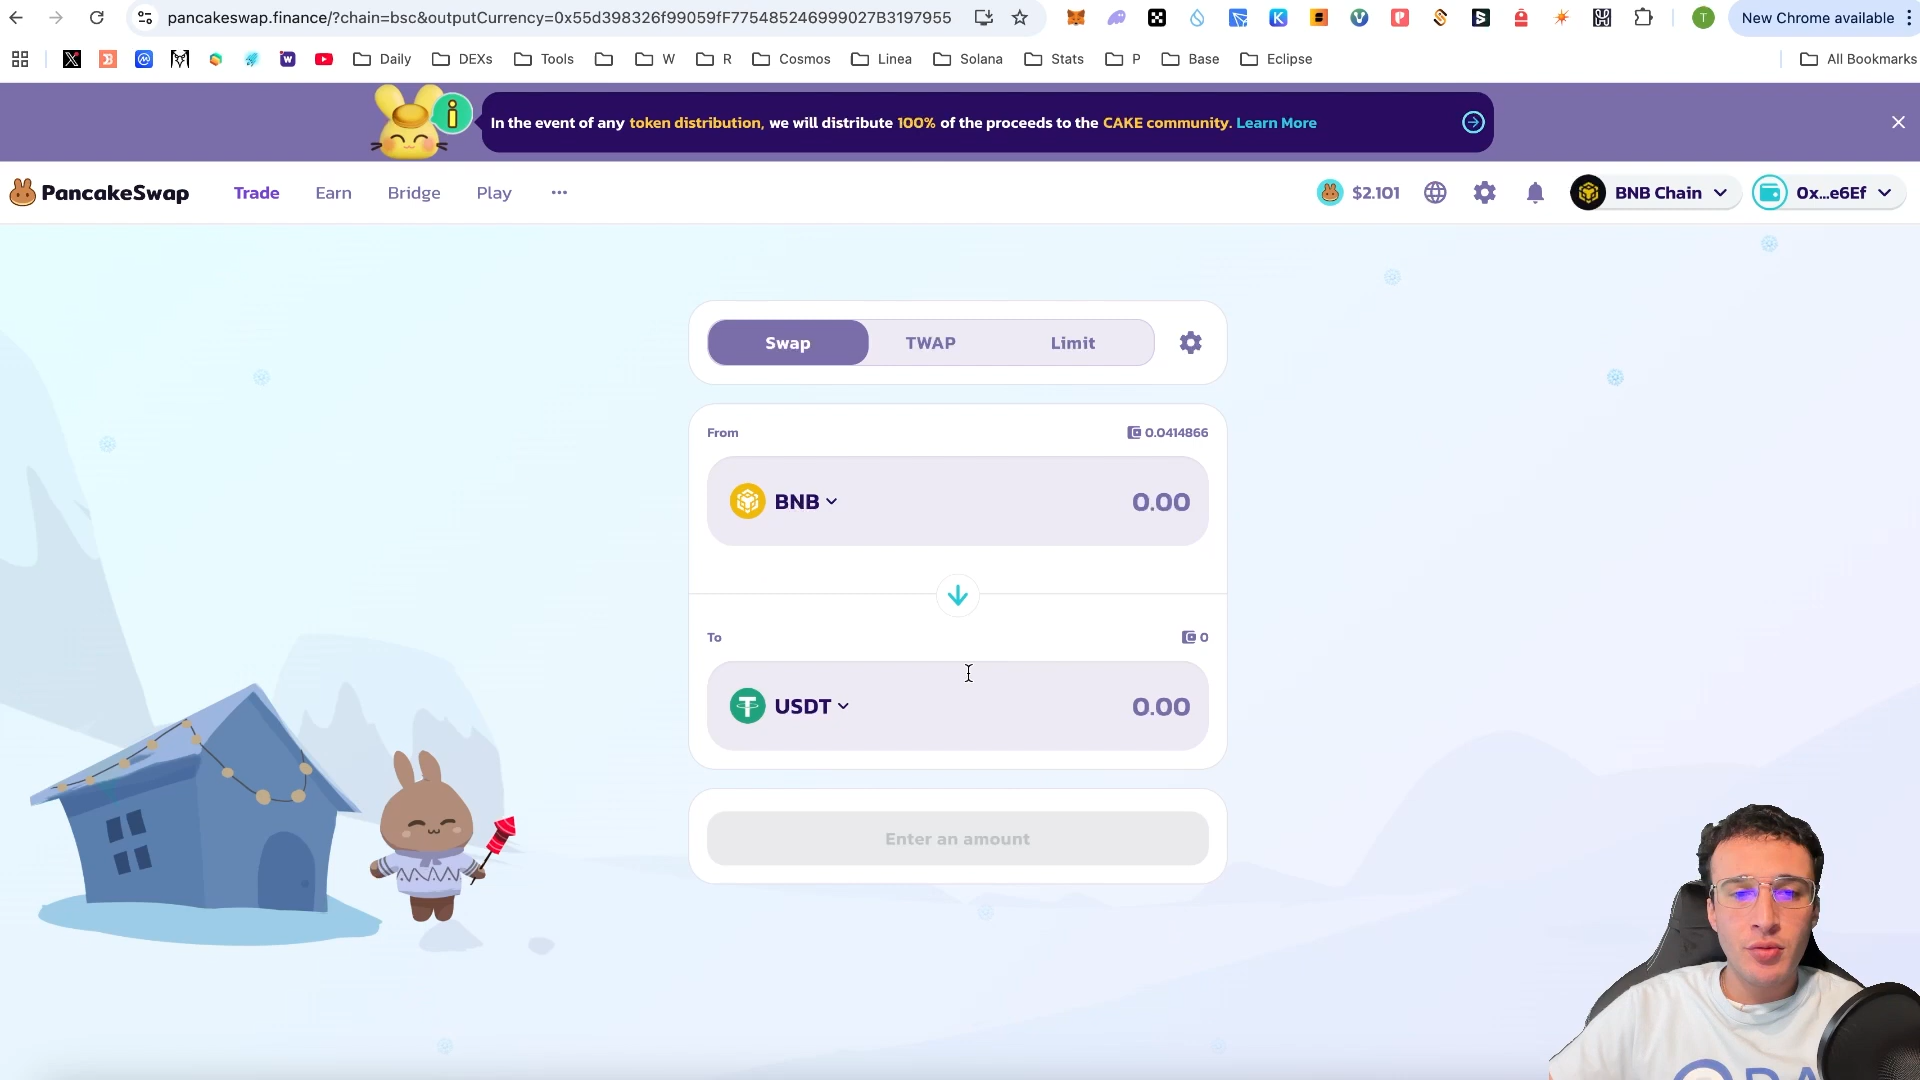 pancakeswap.finance/?chain=bsc&outputCurrency=0x55d398326f99059fF775485246999027B3197955
T
New Chrome available
Daily
DEXs
Tools
W
R
Cosmos
Linea
Solana
Stats
P
Base
Eclipse
All Bookmarks
In the event of any token distribution, we will distribute 100% of the proceeds to the CAKE community. Learn More
PancakeSwap
Trade
Earn
Bridge
Play
$2.101
BNB Chain
0x...e6Ef
Swap
TWAP
Limit
From
0.0414866
BNB
0.00
To
0
USDT
0.00
Enter an amount